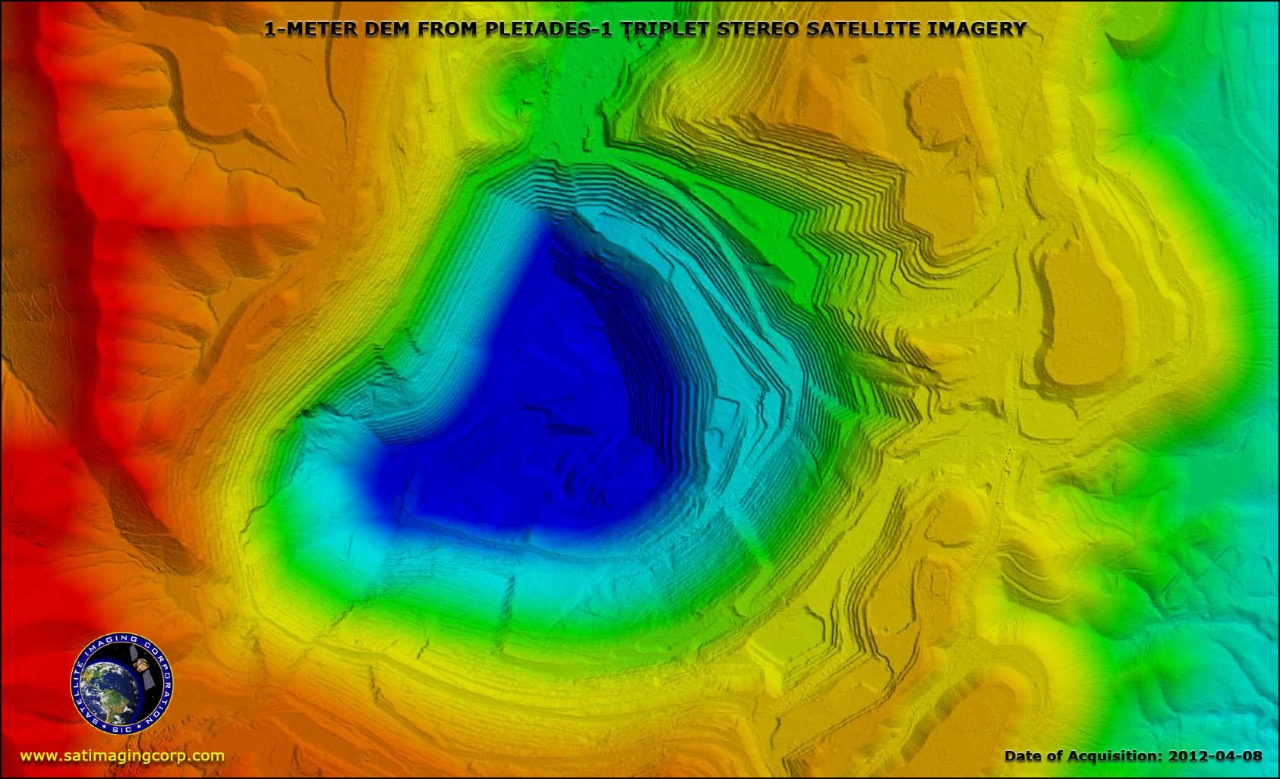 1-METER DEM FROM PLEIADES-1 TRIPLET STEREO SATELLITE IMAGERY
SATELLITE IMAGING CORPORATION
SIC
www.satimagingcorp.com
Date of Acquisition: 2012-04-08